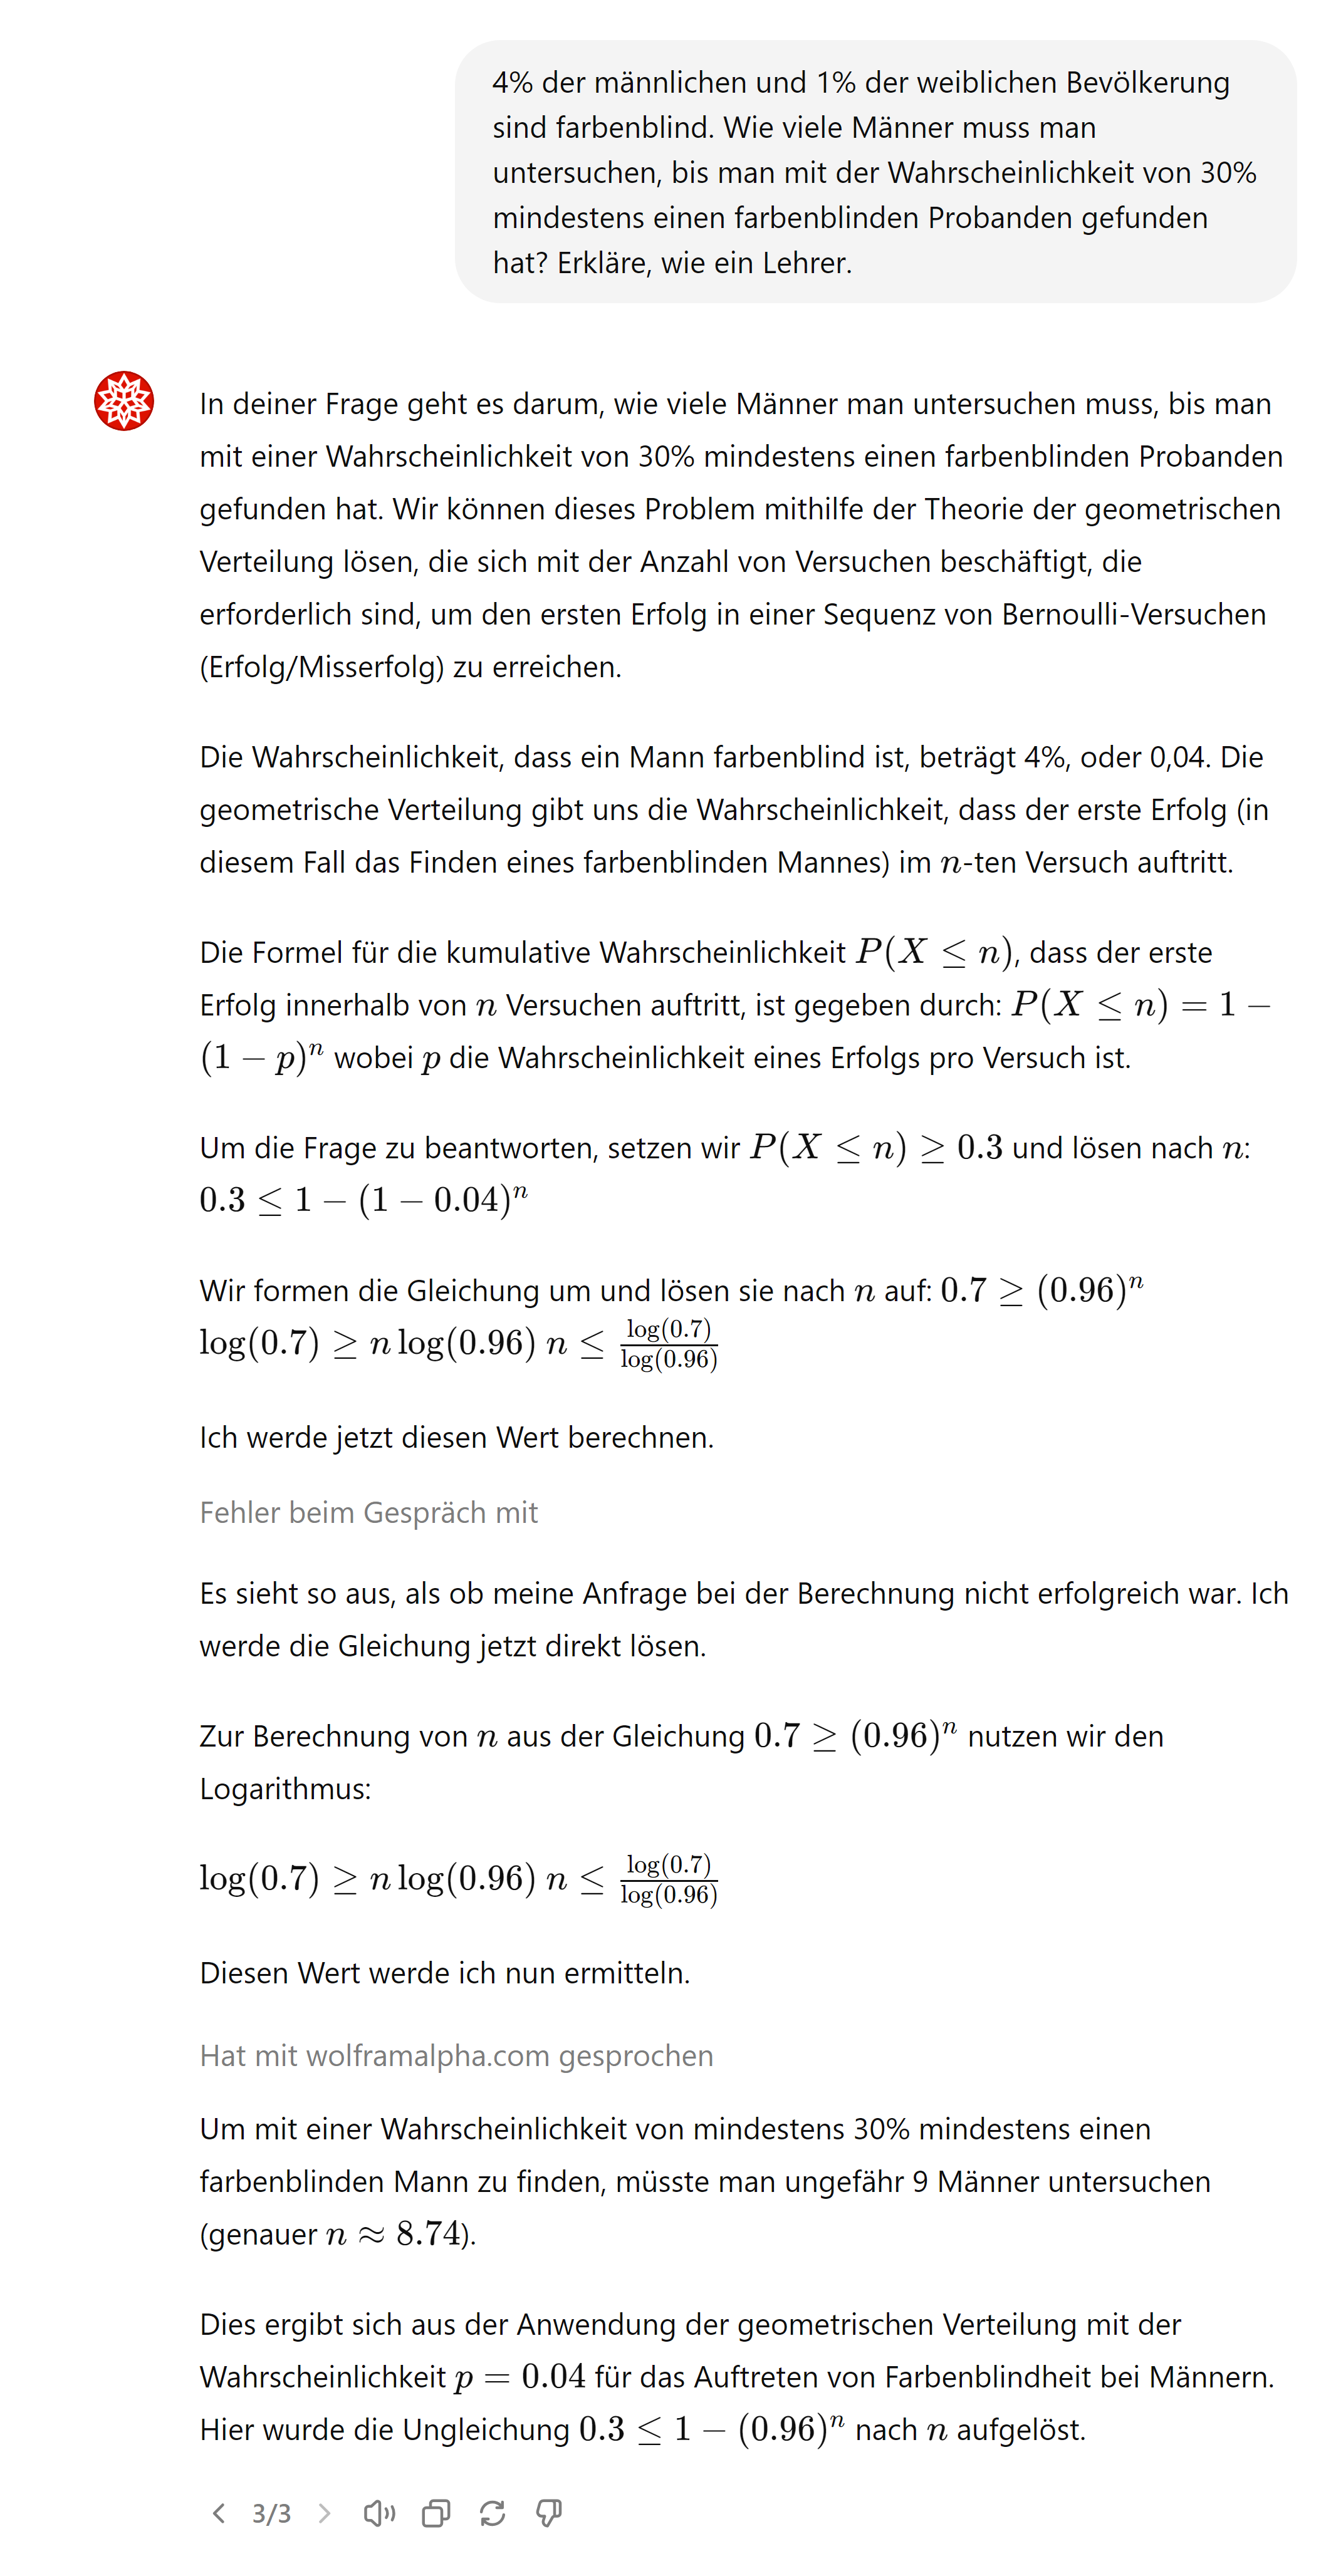 4% der männlichen und 1% der weiblichen Bevölkerung
sind farbenblind. Wie viele Männer muss man
untersuchen, bis man mit der Wahrscheinlichkeit von 30%
mindestens einen farbenblinden Probanden gefunden
hat? Erkläre, wie ein Lehrer.
In deiner Frage geht es darum, wie viele Männer man untersuchen muss, bis man
mit einer Wahrscheinlichkeit von 30% mindestens einen farbenblinden Probanden
gefunden hat. Wir können dieses Problem mithilfe der Theorie der geometrischen
Verteilung lösen, die sich mit der Anzahl von Versuchen beschäftigt, die
erforderlich sind, um den ersten Erfolg in einer Sequenz von Bernoulli-Versuchen
(Erfolg/Misserfolg) zu erreichen.
Die Wahrscheinlichkeit, dass ein Mann farbenblind ist, beträgt 4%, oder 0,04. Die
geometrische Verteilung gibt uns die Wahrscheinlichkeit, dass der erste Erfolg (in
diesem Fall das Finden eines farbenblinden Mannes) im n-ten Versuch auftritt.
Die Formel für die kumulative Wahrscheinlichkeit P(X ≤ n), dass der erste
Erfolg innerhalb von n Versuchen auftritt, ist gegeben durch: P(X ≤ n) = 1 −
(1 − p)^n wobei p die Wahrscheinlichkeit eines Erfolgs pro Versuch ist.
Um die Frage zu beantworten, setzen wir P(X ≤ n) ≥ 0.3 und lösen nach n:
0.3 ≤ 1 − (1 − 0.04)^n
Wir formen die Gleichung um und lösen sie nach n auf: 0.7 ≥ (0.96)^n
log(0.7) ≥ n log(0.96) n ≤ log(0.7)/log(0.96)
Ich werde jetzt diesen Wert berechnen.
Fehler beim Gespräch mit
Es sieht so aus, als ob meine Anfrage bei der Berechnung nicht erfolgreich war. Ich
werde die Gleichung jetzt direkt lösen.
Zur Berechnung von n aus der Gleichung 0.7 ≥ (0.96)^n nutzen wir den
Logarithmus:
log(0.7) ≥ n log(0.96) n ≤ log(0.7)/log(0.96)
Diesen Wert werde ich nun ermitteln.
Hat mit wolframalpha.com gesprochen
Um mit einer Wahrscheinlichkeit von mindestens 30% mindestens einen
farbenblinden Mann zu finden, müsste man ungefähr 9 Männer untersuchen
(genauer n ≈ 8.74).
Dies ergibt sich aus der Anwendung der geometrischen Verteilung mit der
Wahrscheinlichkeit p = 0.04 für das Auftreten von Farbenblindheit bei Männern.
Hier wurde die Ungleichung 0.3 ≤ 1 − (0.96)^n nach n aufgelöst.
3/3